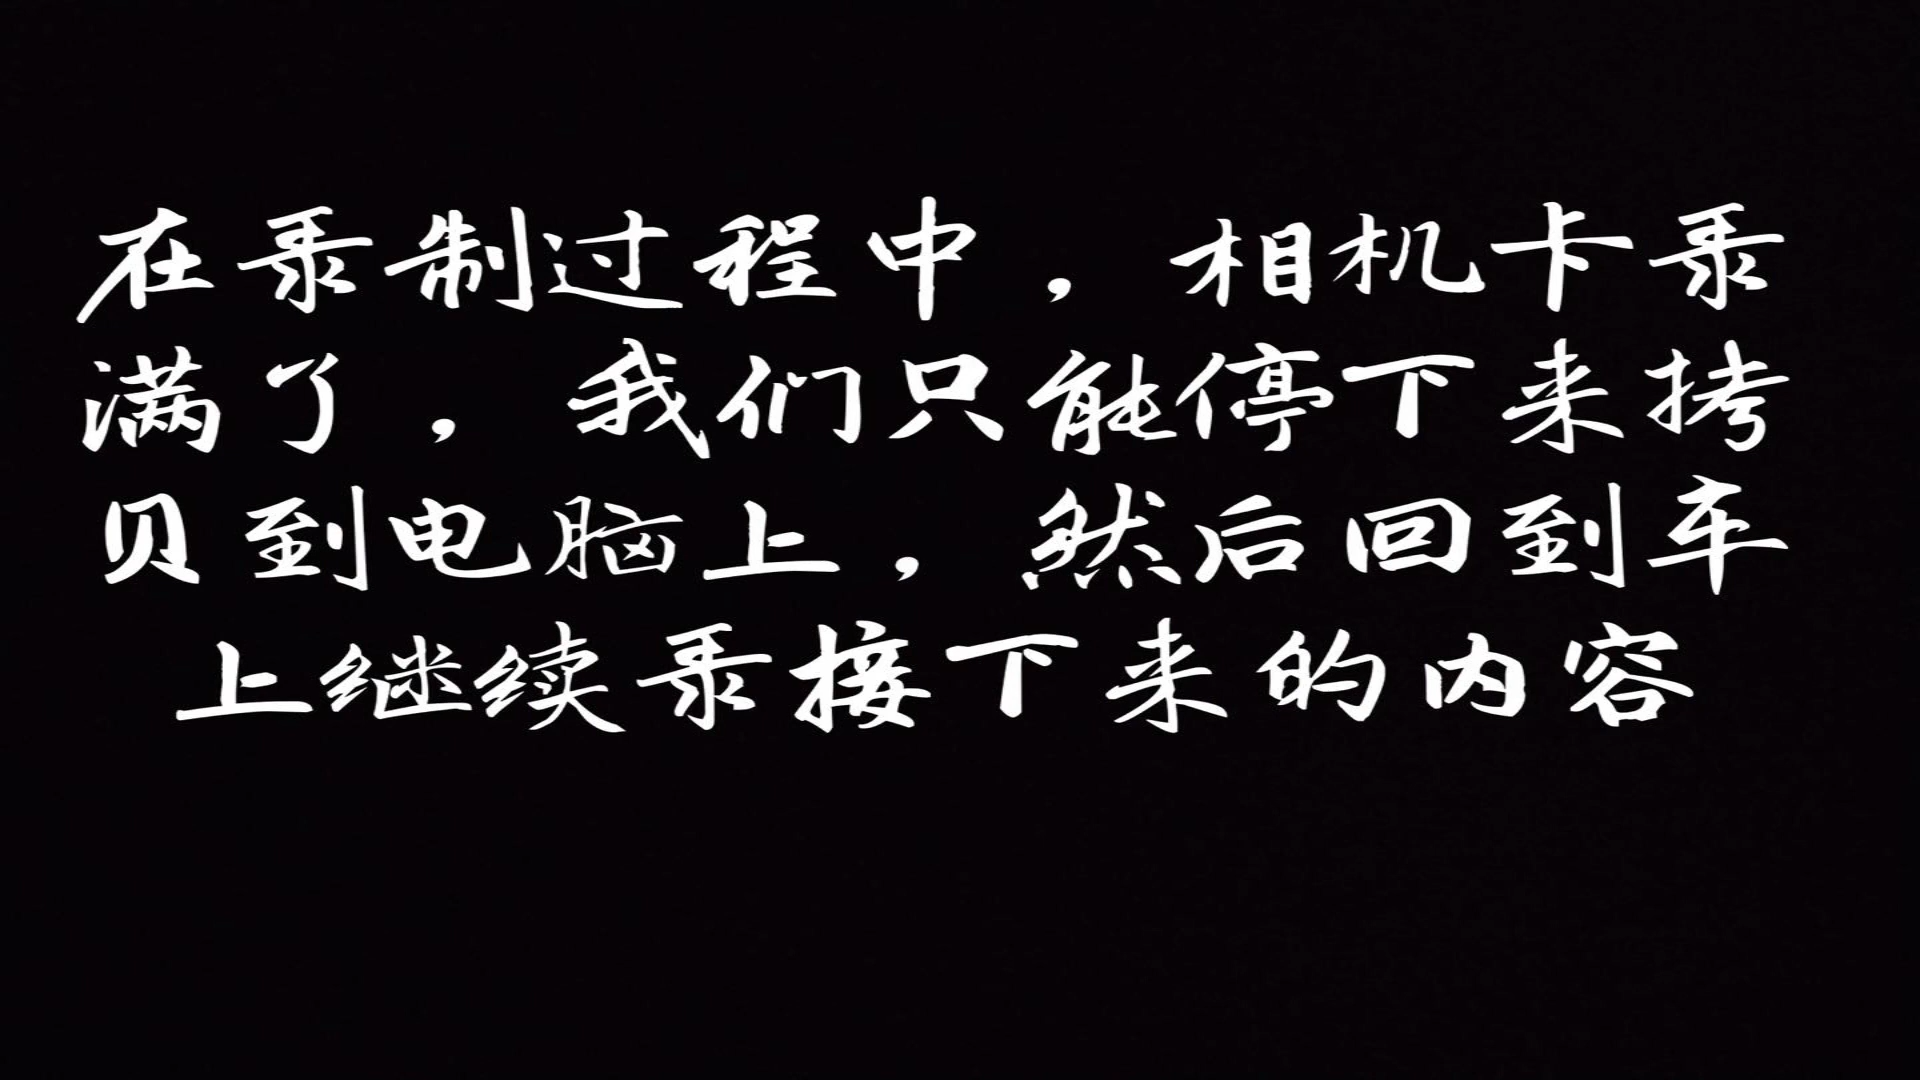 在录制过程中，相机卡录
满了，我们只能停下来拷
贝到电脑上，然后回到车
上继续录接下来的内容